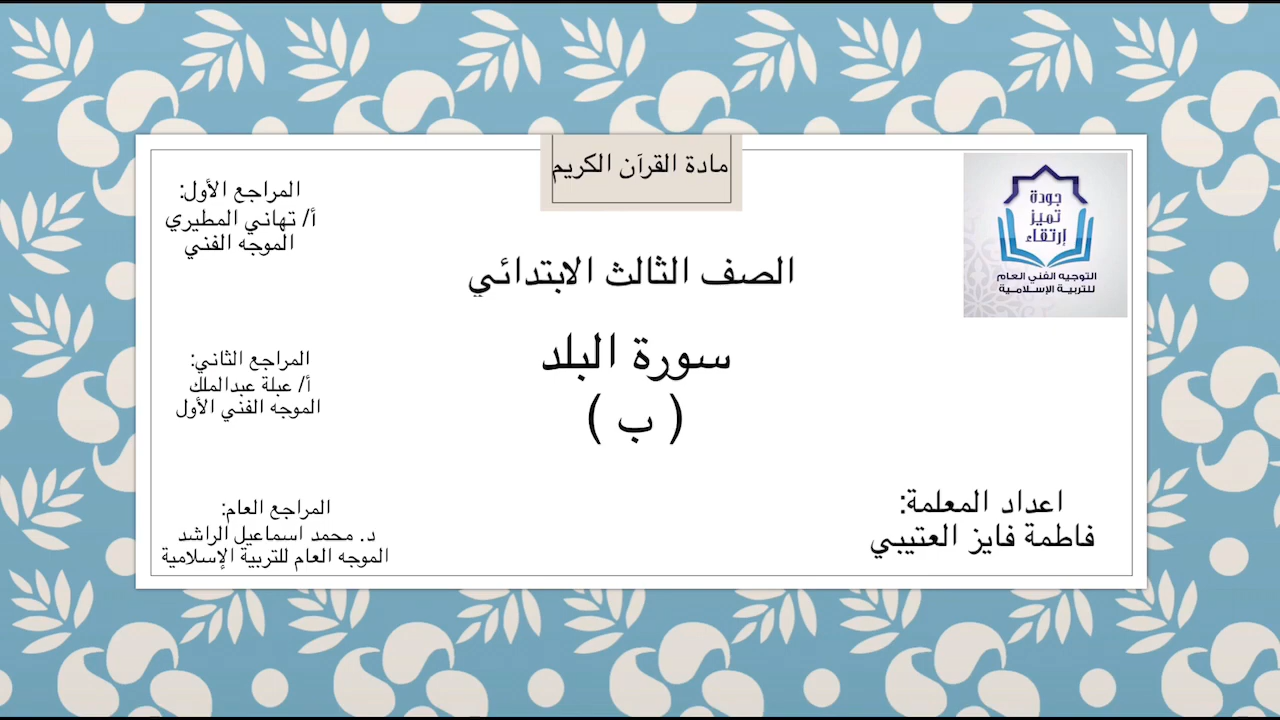 مادة القرآن الكريم
جودة
تميز
إرتقاء
التوجيه الفني العام
للتربية الإسلامية
الصف الثالث الابتدائي
سورة البلد
( ب )
المراجع الأول:
أ/ تهاني المطيري
الموجه الفني
المراجع الثاني:
أ/ عبلة عبدالملك
الموجه الفني الأول
المراجع العام:
د. محمد اسماعيل الراشد
الموجه العام للتربية الإسلامية
اعداد المعلمة:
فاطمة فايز العتيبي